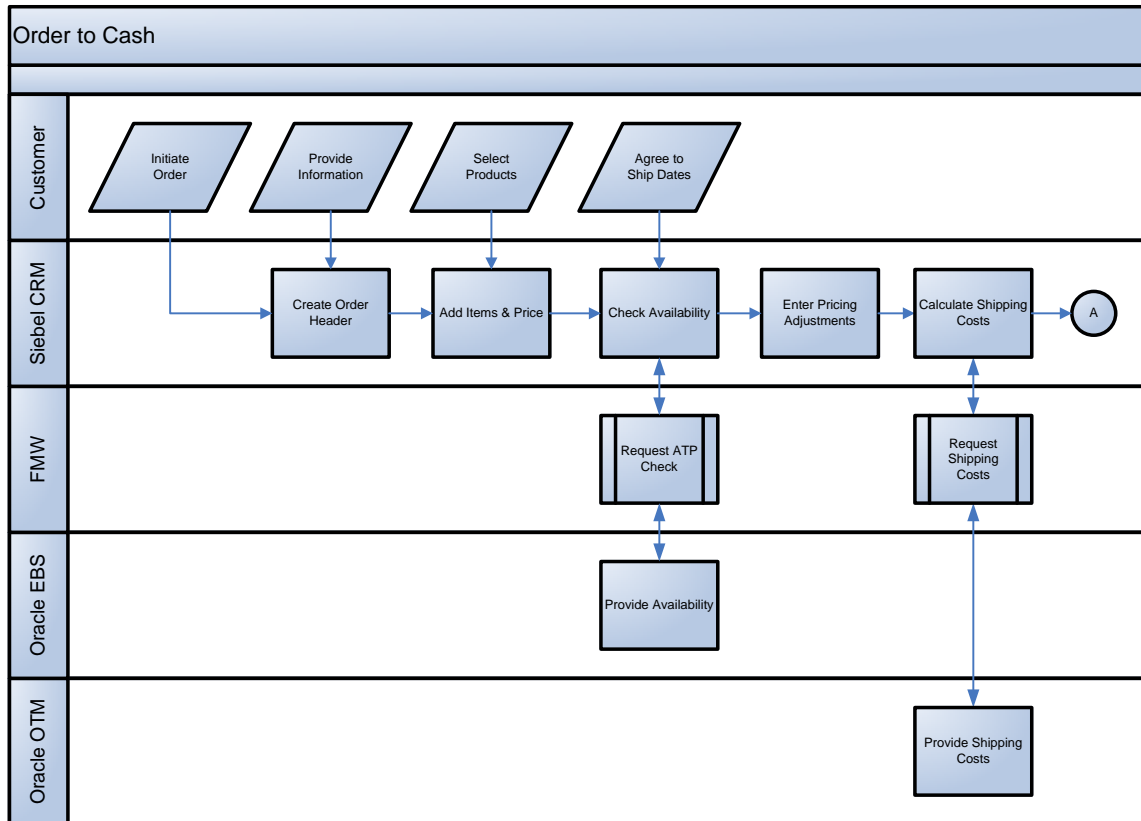 Order to Cash
Customer
Initiate
Order
Provide
Information
Select
Products
Agree to
Ship Dates
Siebel CRM
Create Order
Header
Add Items & Price
Check Availability
Enter Pricing
Adjustments
Calculate Shipping
Costs
A
FMW
Request ATP
Check
Request
Shipping
Costs
Oracle EBS
Provide Availability
Oracle OTM
Provide Shipping
Costs